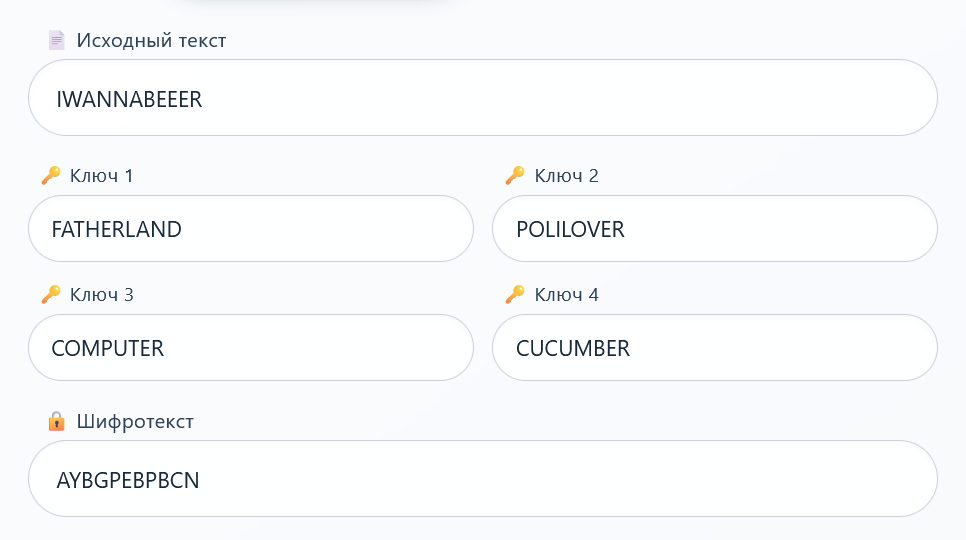 Исходный текст
IWANNABEEER
Ключ 1
Ключ 2
FATHERLAND
POLILOVER
Ключ 3
Ключ 4
COMPUTER
CUCUMBER
Шифротекст
AYBGPEBPBCN